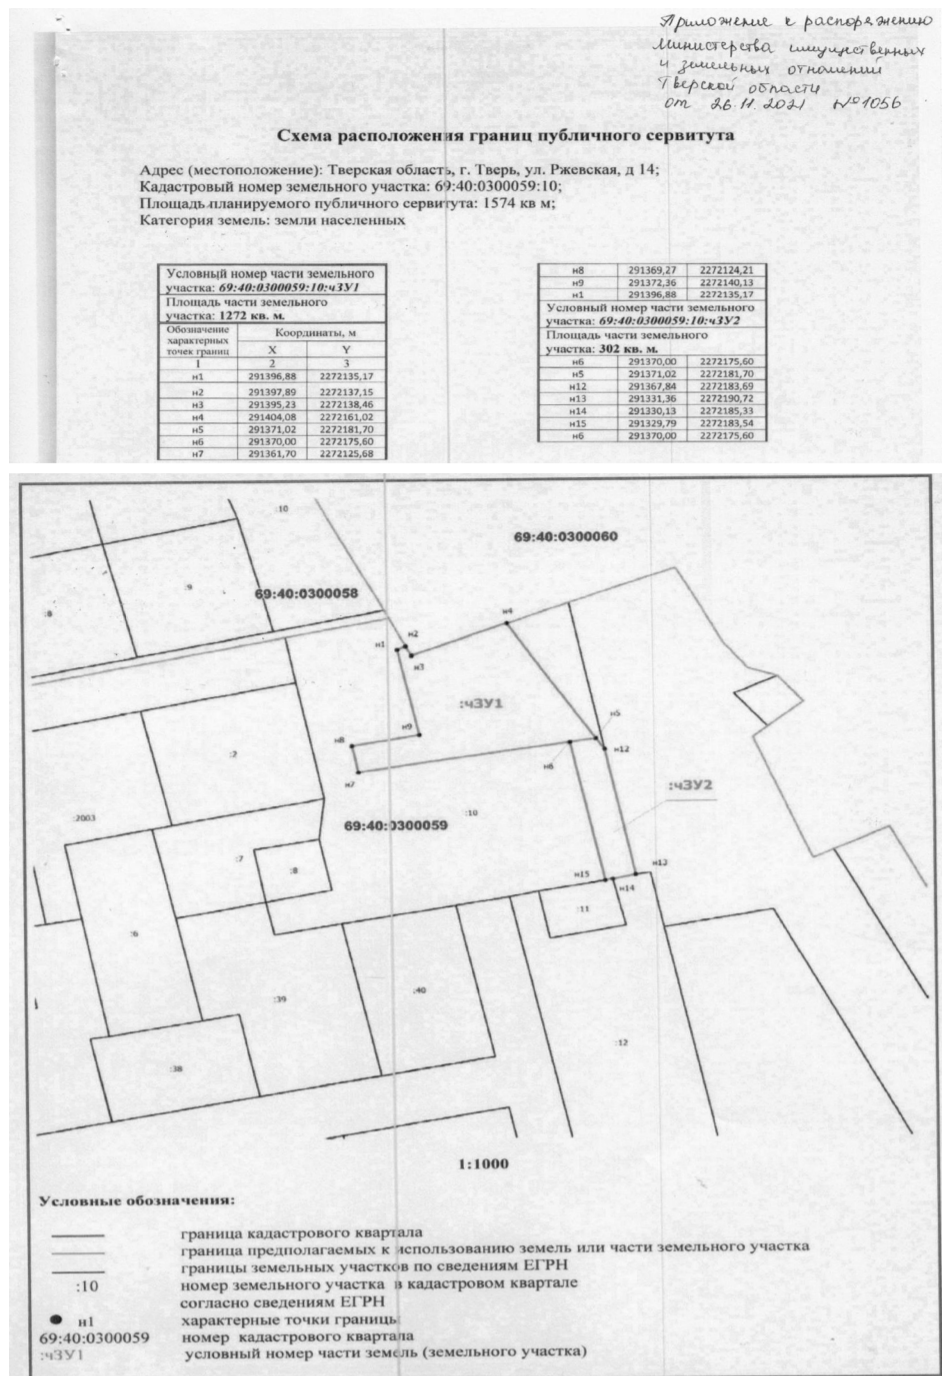 Приложение к распоряжению
Министерства имущественных
и земельных отношений
Тверской области
от 26.11.2021 №1056
Схема расположения границ публичного сервитута
Адрес (местоположение): Тверская область, г. Тверь, ул. Ржевская, д 14;
Кадастровый номер земельного участка: 69:40:0300059:10;
Площадь планируемого публичного сервитута: 1574 кв м;
Категория земель: земли населенных
Условный номер части земельного
участка: 69:40:0300059:10:чЗУ1
Площадь части земельного
участка: 1272 кв. м.
Обозначение характерных точек границ Координаты, м
X Y
1 2 3
н1 291396,88 2272135,17
н2 291397,89 2272137,15
н3 291395,23 2272138,46
н4 291404,08 2272161,02
н5 291371,02 2272181,70
н6 291370,00 2272175,60
н7 291361,70 2272125,68
н8 291369,27 2272124,21
н9 291372,36 2272140,13
н1 291396,88 2272135,17
Условный номер части земельного
участка: 69:40:0300059:10:чЗУ2
Площадь части земельного
участка: 302 кв. м.
н6 291370,00 2272175,60
н5 291371,02 2272181,70
н12 291367,84 2272183,69
н13 291331,36 2272190,72
н14 291330,13 2272185,33
н15 291329,79 2272183,54
н6 291370,00 2272175,60
:10
69:40:0300060
:9
69:40:0300058
:8
н4
н1
н2
н3
:чЗУ1
н5
н9
н8
н12
:2
н6
н7
:чЗУ2
:10
:2003
69:40:0300059
:7
:8
н13
н15
н14
:11
:6
:40
:39
:12
:38
1:1000
Условные обозначения:
граница кадастрового квартала
граница предполагаемых к использованию земель или части земельного участка
границы земельных участков по сведениям ЕГРН
:10 номер земельного участка в кадастровом квартале
согласно сведениям ЕГРН
н1 характерные точки границы
69:40:0300059 номер кадастрового квартала
:чЗУ1 условный номер части земель (земельного участка)